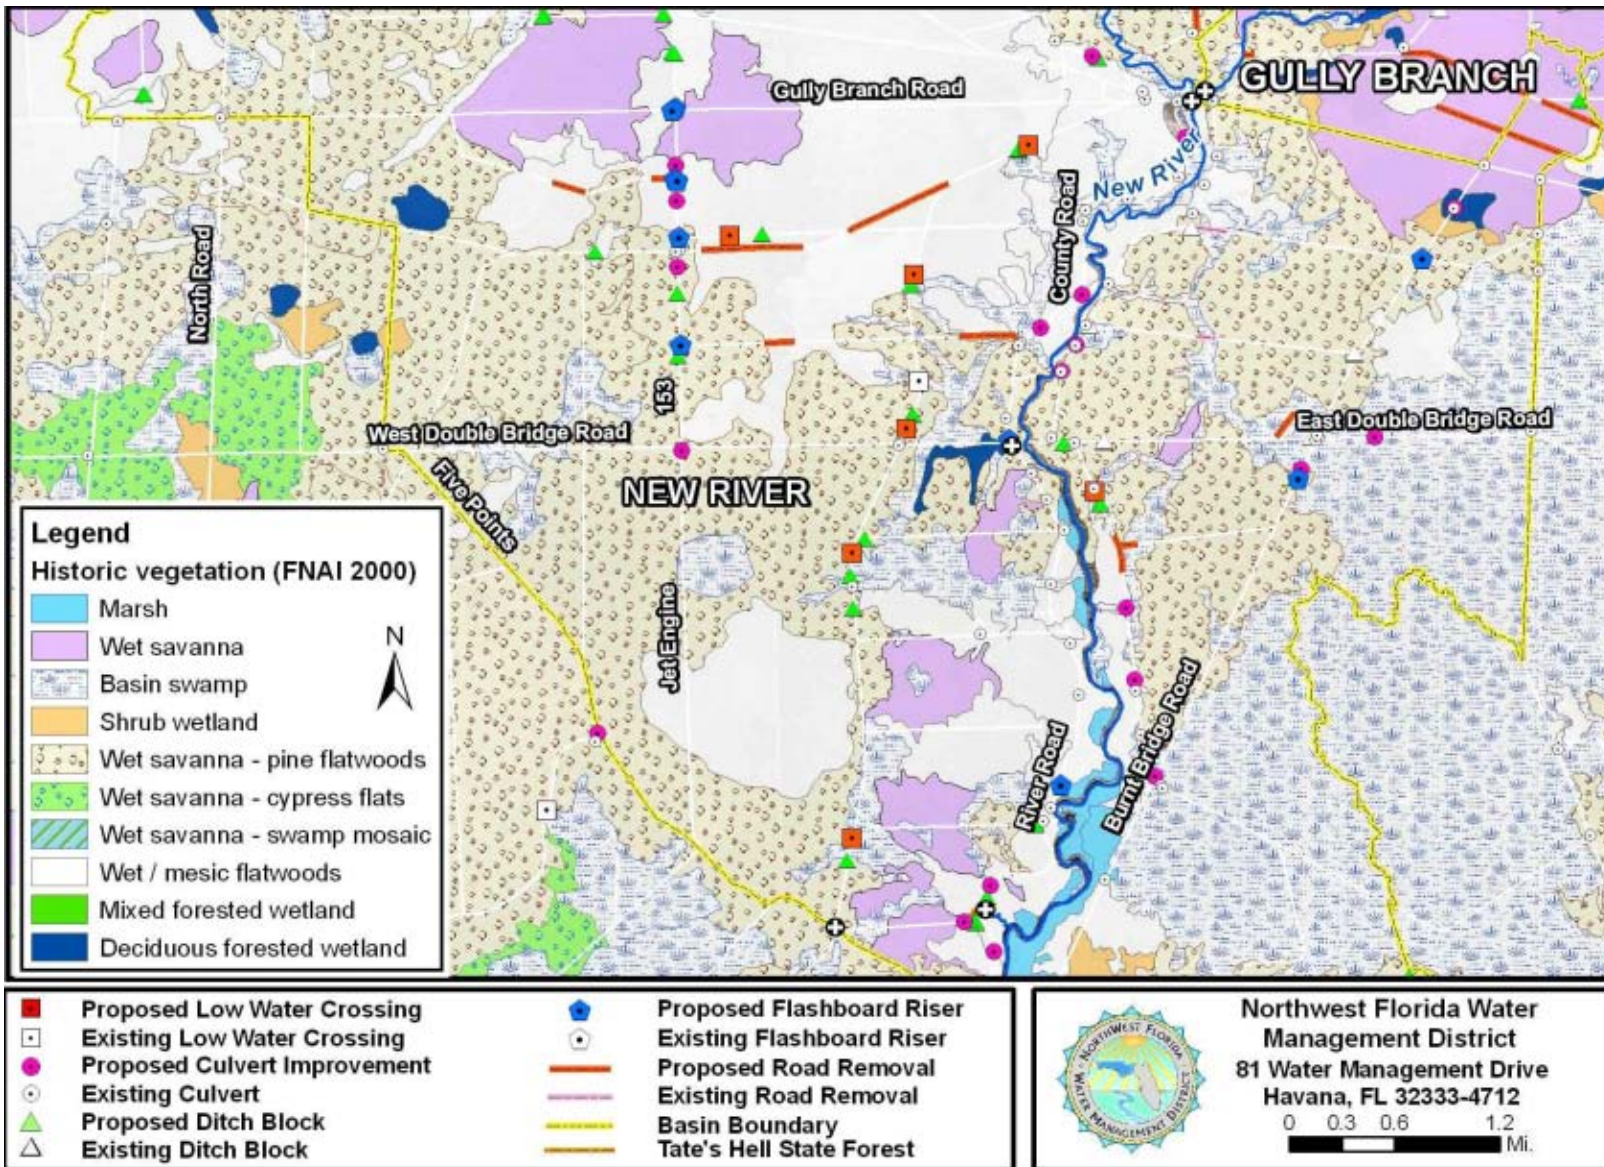 GULLY BRANCH
Gully Branch Road
New River
County Road
North Road
153
West Double Bridge Road
East Double Bridge Road
Five Points
NEW RIVER
Jet Engine
River Road
Burnt Bridge Road
Legend
Historic vegetation (FNAI 2000)
Marsh
Wet savanna
Basin swamp
Shrub wetland
Wet savanna - pine flatwoods
Wet savanna - cypress flats
Wet savanna - swamp mosaic
Wet / mesic flatwoods
Mixed forested wetland
Deciduous forested wetland
N
Proposed Low Water Crossing
Existing Low Water Crossing
Proposed Culvert Improvement
Existing Culvert
Proposed Ditch Block
Existing Ditch Block
Proposed Flashboard Riser
Existing Flashboard Riser
Proposed Road Removal
Existing Road Removal
Basin Boundary
Tate's Hell State Forest
NORTHWEST FLORIDA
WATER MANAGEMENT DISTRICT
Northwest Florida Water
Management District
81 Water Management Drive
Havana, FL 32333-4712
0 0.3 0.6 1.2
Mi.